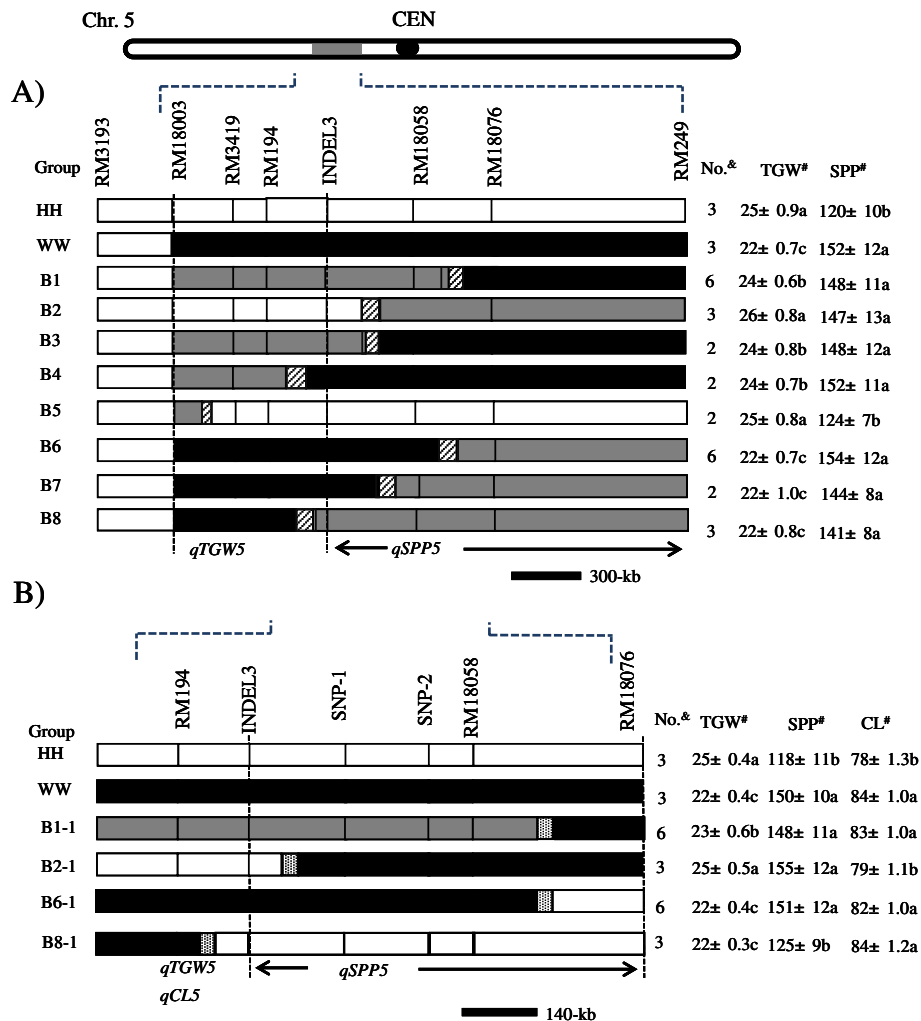 Chr. 5 CEN
A)
Group RM3193 RM18003 RM3419 RM194 INDEL3 RM18058 RM18076 RM249 No.& TGW# SPP#
HH 3 25± 0.9a 120± 10b
WW 3 22± 0.7c 152± 12a
B1 6 24± 0.6b 148± 11a
B2 3 26± 0.8a 147± 13a
B3 2 24± 0.8b 148± 12a
B4 2 24± 0.7b 152± 11a
B5 2 25± 0.8a 124± 7b
B6 6 22± 0.7c 154± 12a
B7 2 22± 1.0c 144± 8a
B8 3 22± 0.8c 141± 8a
qTGW5 qSPP5
300-kb
B)
Group RM194 INDEL3 SNP-1 SNP-2 RM18058 RM18076 No.& TGW# SPP# CL#
HH 3 25± 0.4a 118± 11b 78± 1.3b
WW 3 22± 0.4c 150± 10a 84± 1.0a
B1-1 6 23± 0.6b 148± 11a 83± 1.0a
B2-1 3 25± 0.5a 155± 12a 79± 1.1b
B6-1 6 22± 0.4c 151± 12a 82± 1.0a
B8-1 3 22± 0.3c 125± 9b 84± 1.2a
qTGW5 qSPP5
qCL5
140-kb